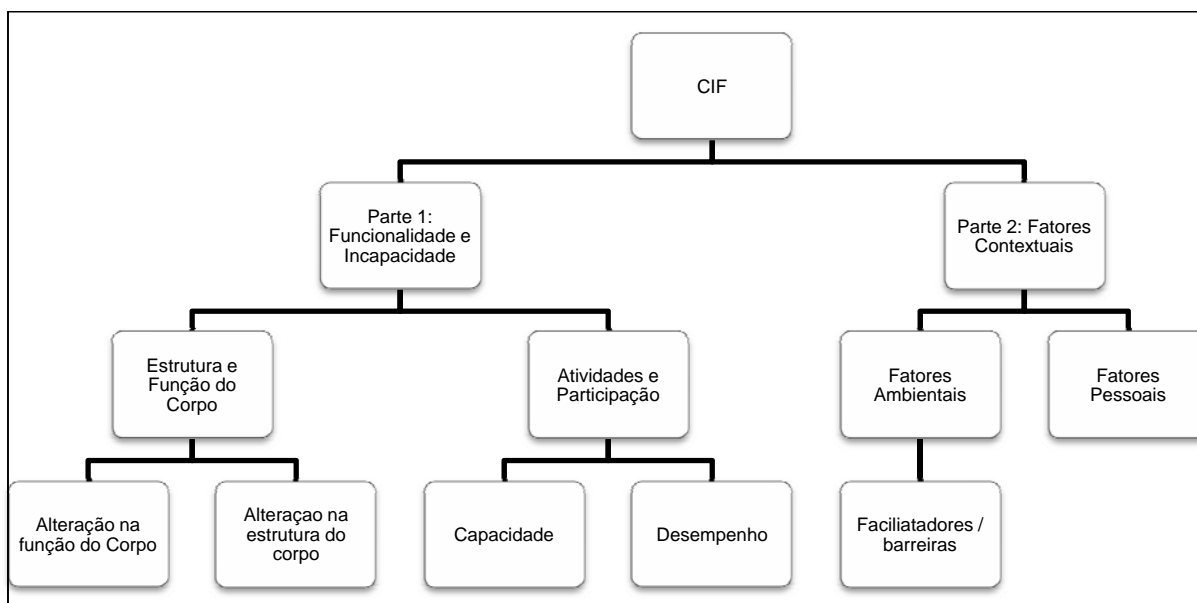 CIF
Parte 1:
Funcionalidade e
Incapacidade
Parte 2: Fatores
Contextuais
Estrutura e
Função do
Corpo
Atividades e
Participação
Fatores
Ambientais
Fatores
Pessoais
Alteração na
função do Corpo
Alteraçao na
estrutura do
corpo
Capacidade
Desempenho
Faciliatadores /
barreiras